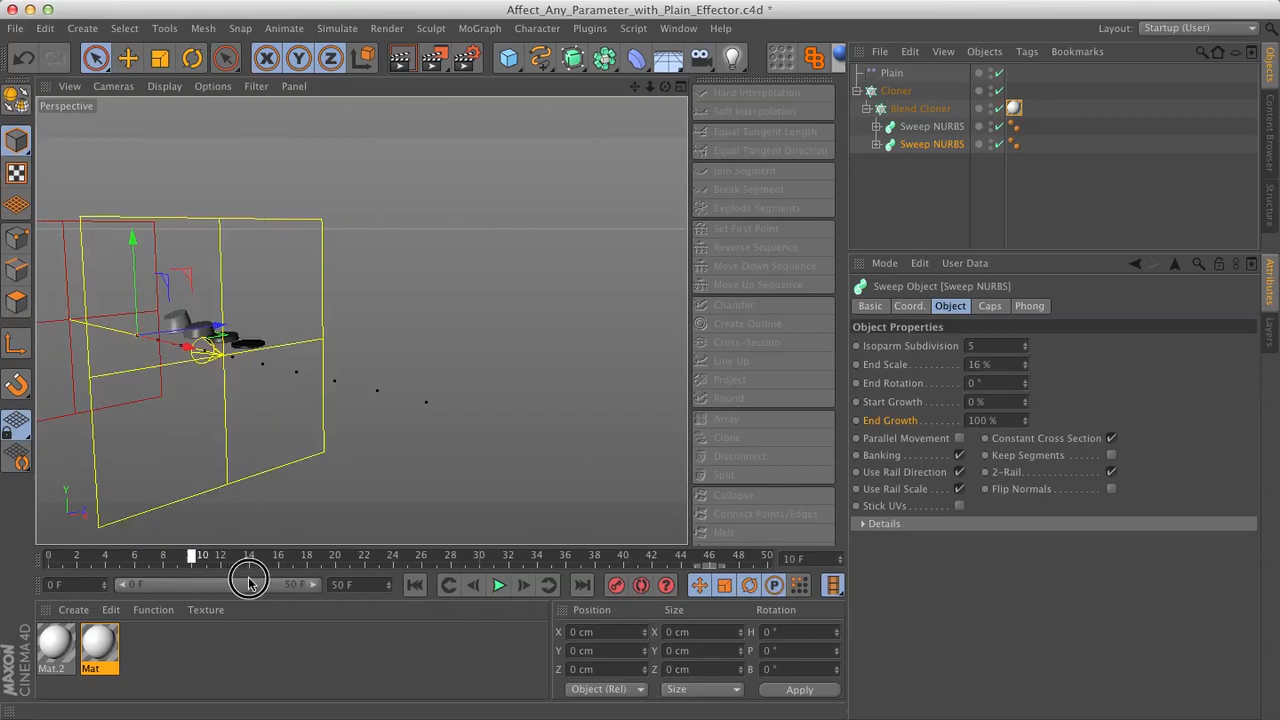 Affect_Any_Parameter_with_Plain_Effector.c4d *
File Edit Create Select Tools Snap Animate Simulate Render Sculpt MoGraph Character Plugins Script Window Help
Layout: Startup (User)
X Y Z
File Edit View Objects Tags Bookmarks
Plain
Cloner
Blend Cloner
Sweep NURBS
Sweep NURBS
Objects
Content Browser
Structure
View Cameras Display Options Filter Panel
Perspective
Hard Interpolation
Soft Interpolation
Equal Tangent Length
Equal Tangent Direction
Join Segment
Break Segment
Explode Segments
Set First Point
Reverse Sequence
Move Down Sequence
Move Up Sequence
Chamfer
Create Outline
Cross-Section
Line Up
Project
Round
Array
Clone
Disconnect
Split
Collapse
Connect Points/Edges
Melt
Mode Edit User Data
Sweep Object [Sweep NURBS]
Basic Coord. Object Caps Phong
Object Properties
Isoparm Subdivision 5
End Scale 16 %
End Rotation 0 °
Start Growth 0 %
End Growth 100 %
Parallel Movement Constant Cross Section
Banking Keep Segments
Use Rail Direction 2-Rail
Use Rail Scale Flip Normals
Stick UVs
Details
Attributes
Layers
Y
Z
0 2 4 6 10 12 14 16 18 20 22 24 26 28 30 32 34 36 38 40 42 44 46 48 50 10 F
0 F 0 F 50 F 50 F
P
Create Edit Function Texture
Mat.2 Mat
Position Size Rotation
X 0 cm X 0 cm H 0 °
Y 0 cm Y 0 cm P 0 °
Z 0 cm Z 0 cm B 0 °
Object (Rel) Size Apply
MAXON
CINEMA 4D